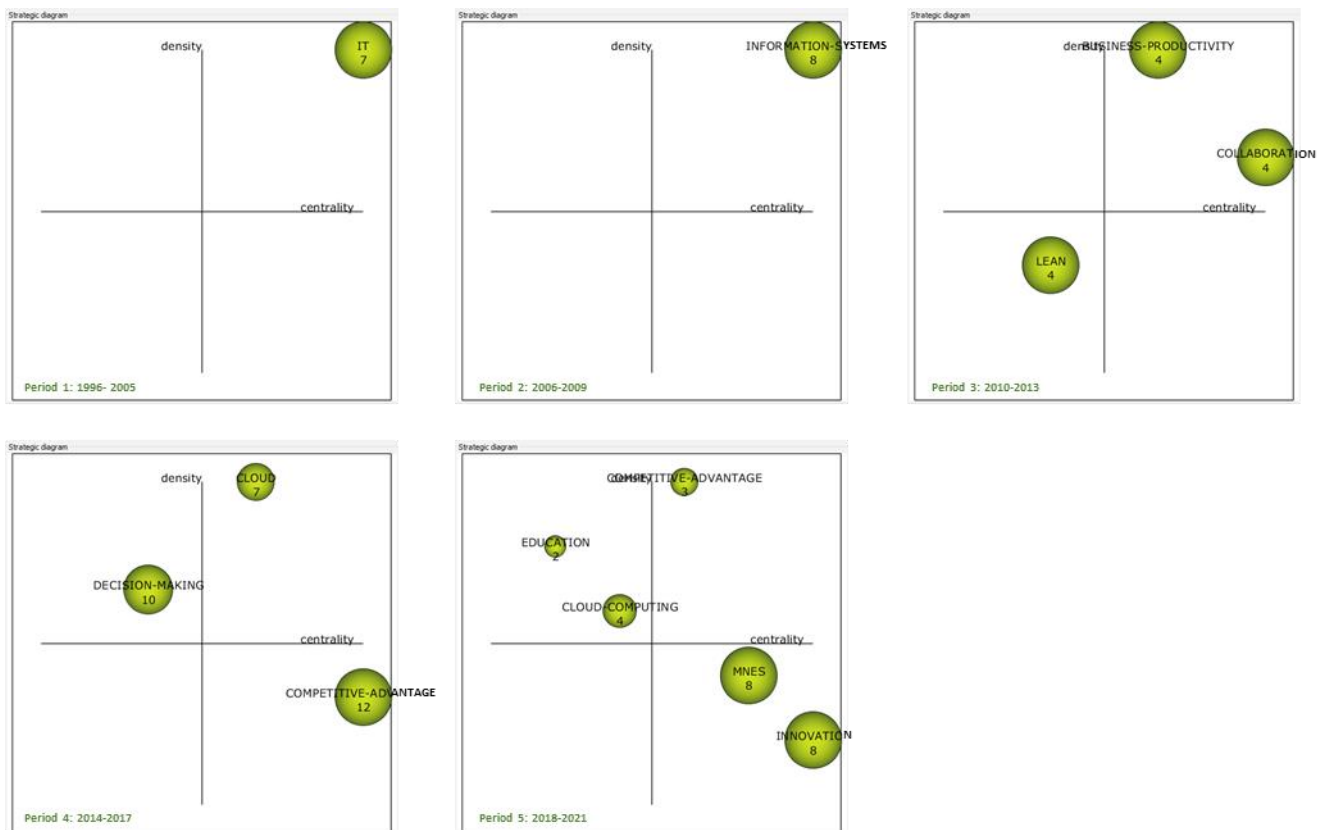 Strategic diagram
density
IT
7
centrality
Period 1: 1996- 2005
Strategic diagram
density
INFORMATION-SYSTEMS
8
centrality
Period 2: 2006-2009
Strategic diagram
density
BUSINESS-PRODUCTIVITY
4
COLLABORATION
4
centrality
LEAN
4
Period 3: 2010-2013
Strategic diagram
density
CLOUD
7
DECISION-MAKING
10
centrality
COMPETITIVE-ADVANTAGE
12
Period 4: 2014-2017
Strategic diagram
density
COMPETITIVE-ADVANTAGE
3
EDUCATION
2
CLOUD-COMPUTING
4
centrality
MNES
8
INNOVATION
8
Period 5: 2018-2021